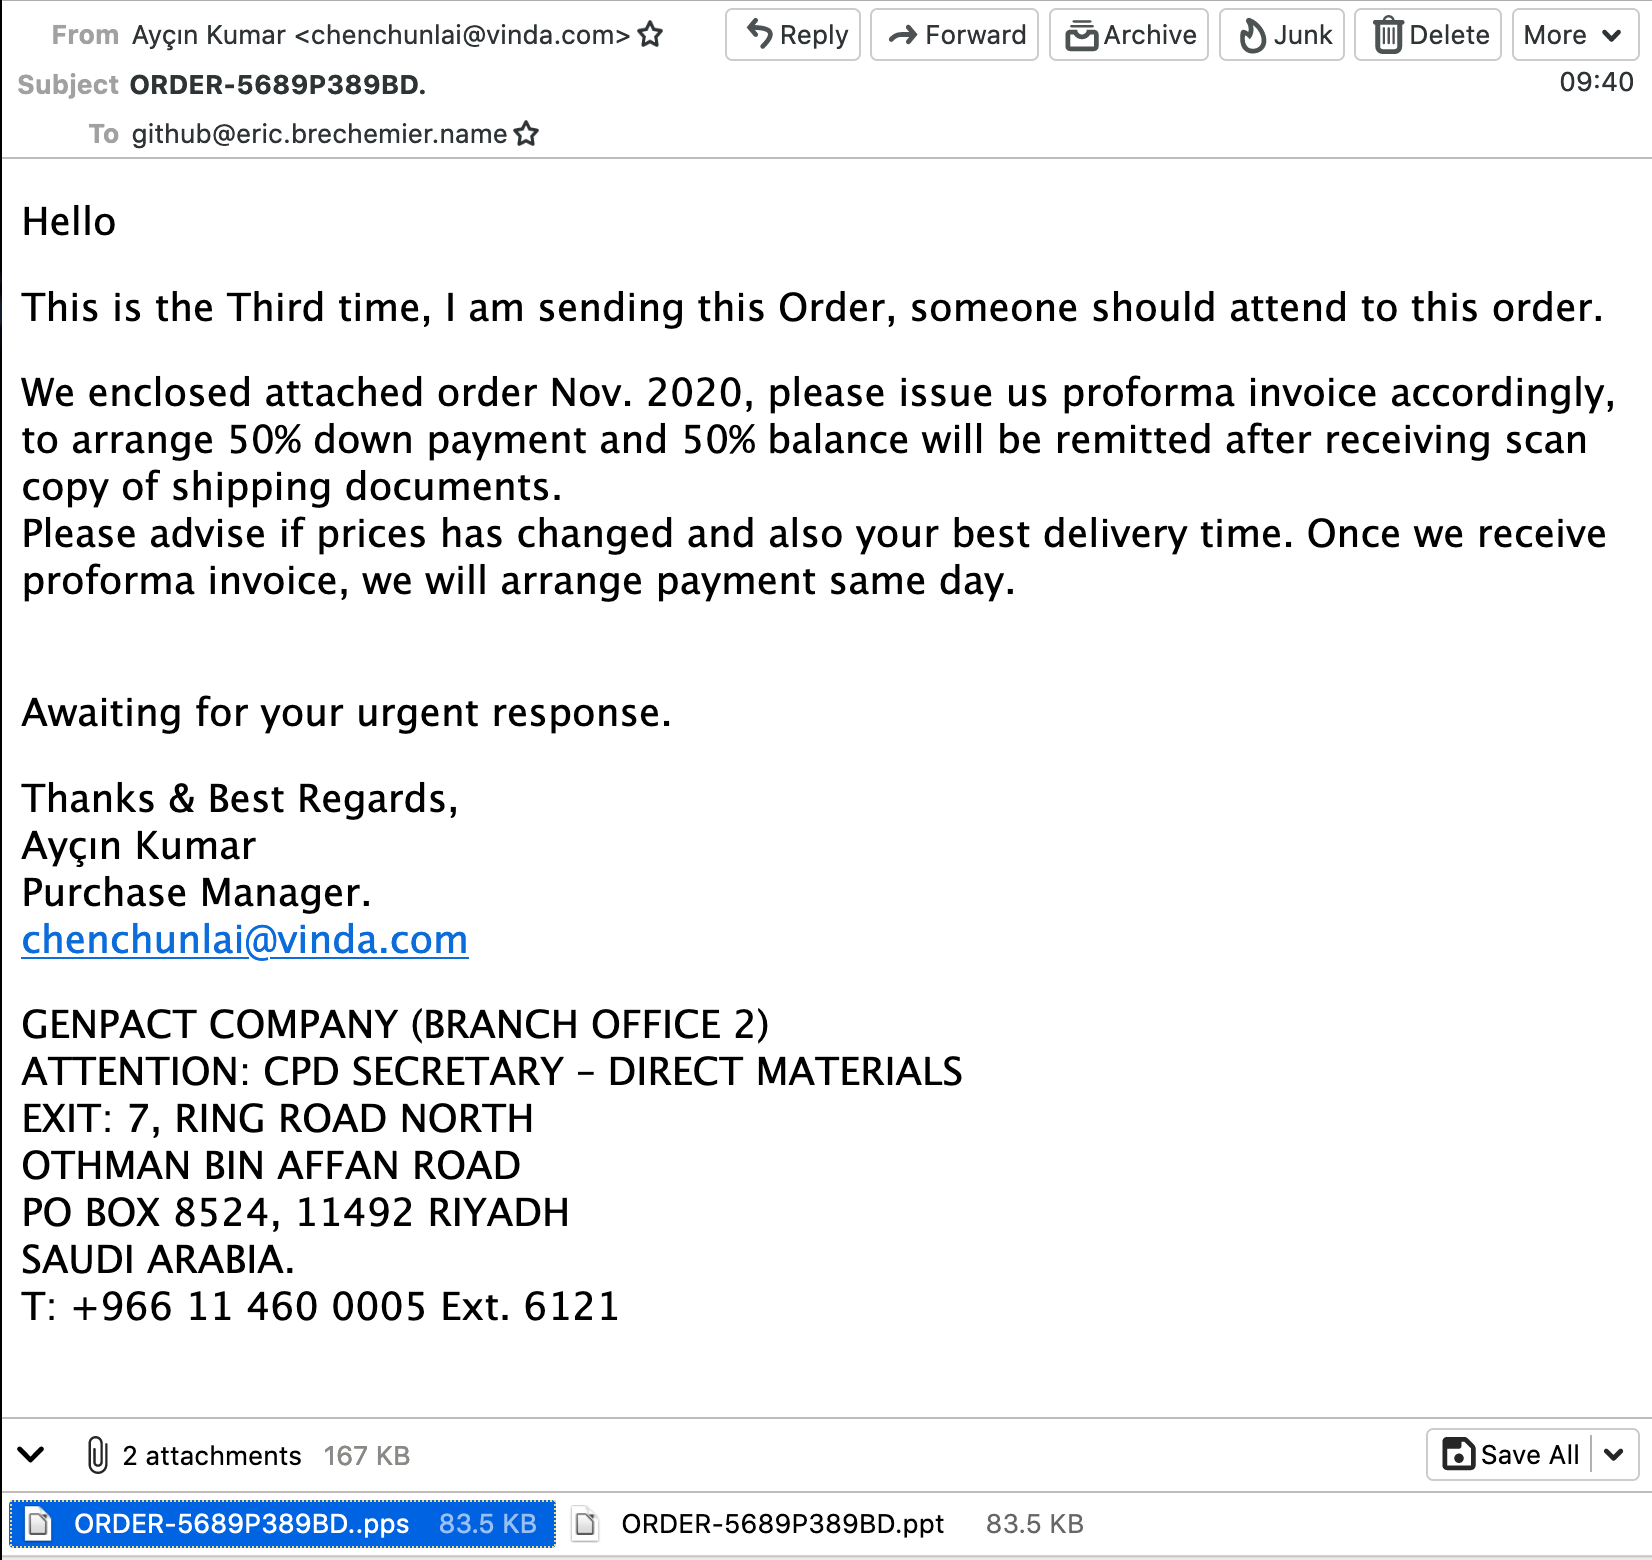 From Ayçın Kumar <chenchunlai@vinda.com> Reply Forward Archive Junk Delete More
Subject ORDER-5689P389BD. 09:40
To github@eric.brechemier.name
Hello
This is the Third time, I am sending this Order, someone should attend to this order.
We enclosed attached order Nov. 2020, please issue us proforma invoice accordingly,
to arrange 50% down payment and 50% balance will be remitted after receiving scan
copy of shipping documents.
Please advise if prices has changed and also your best delivery time. Once we receive
proforma invoice, we will arrange payment same day.
Awaiting for your urgent response.
Thanks & Best Regards,
Ayçın Kumar
Purchase Manager.
chenchunlai@vinda.com
GENPACT COMPANY (BRANCH OFFICE 2)
ATTENTION: CPD SECRETARY – DIRECT MATERIALS
EXIT: 7, RING ROAD NORTH
OTHMAN BIN AFFAN ROAD
PO BOX 8524, 11492 RIYADH
SAUDI ARABIA.
T: +966 11 460 0005 Ext. 6121
2 attachments 167 KB Save All
ORDER-5689P389BD..pps 83.5 KB ORDER-5689P389BD.ppt 83.5 KB